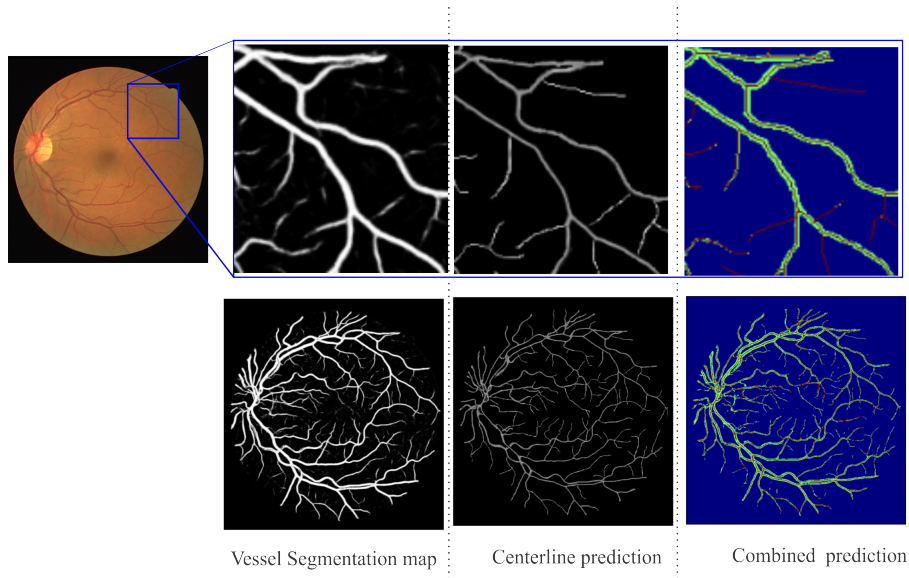 Vessel Segmentation map
Centerline prediction
Combined prediction